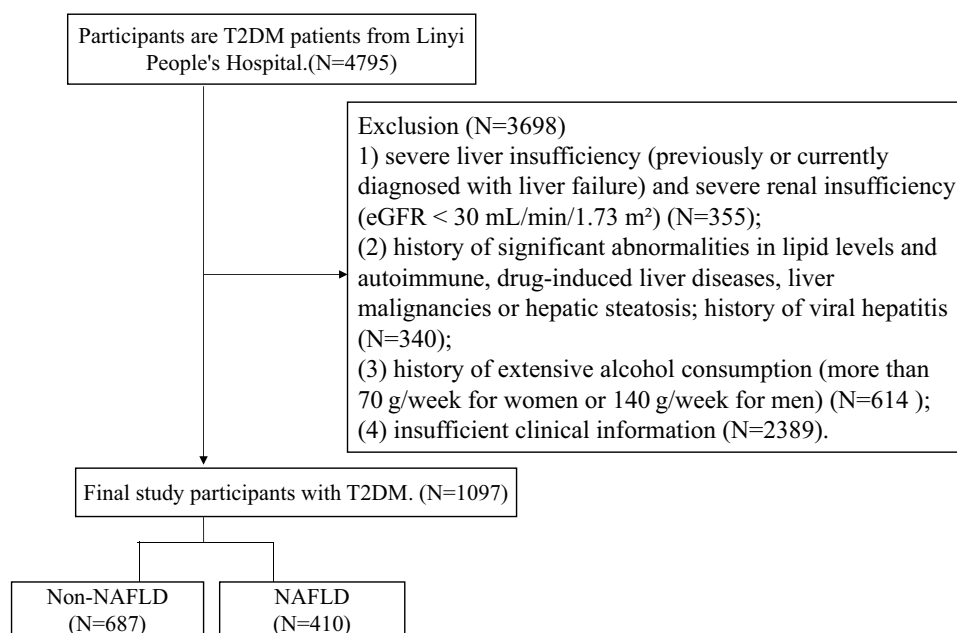 Participants are T2DM patients from Linyi
People's Hospital.(N=4795)
Exclusion (N=3698)
1) severe liver insufficiency (previously or currently
diagnosed with liver failure) and severe renal insufficiency
(eGFR < 30 mL/min/1.73 m²) (N=355);
(2) history of significant abnormalities in lipid levels and
autoimmune, drug-induced liver diseases, liver
malignancies or hepatic steatosis; history of viral hepatitis
(N=340);
(3) history of extensive alcohol consumption (more than
70 g/week for women or 140 g/week for men) (N=614 );
(4) insufficient clinical information (N=2389).
Final study participants with T2DM. (N=1097)
Non-NAFLD
(N=687)
NAFLD
(N=410)